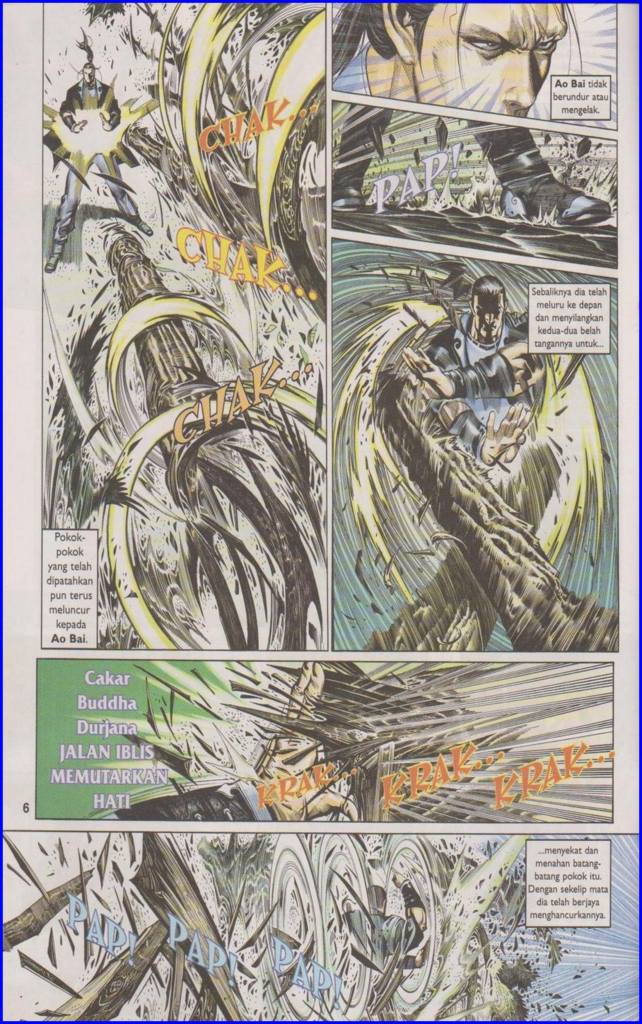 CHAK...
CHAK...
CHAK...
Pokok-
pokok
yang telah
dipatahkan
pun terus
meluncur
kepada
Ao Bai.
Ao Bai tidak
berundur atau
mengelak.
PAP!
Sebaliknya dia telah
meluru ke depan
dan menyilangkan
kedua-dua belah
tangannya untuk...
Cakar
Buddha
Durjana
JALAN IBLIS
MEMUTARKAN
HATI
KRAK...
KRAK...
KRAK...
6
PAP!
PAP!
PAP!
...menyekat dan
menahan batang-
batang pokok itu.
Dengan sekelip mata
dia telah berjaya
menghancurkannya.